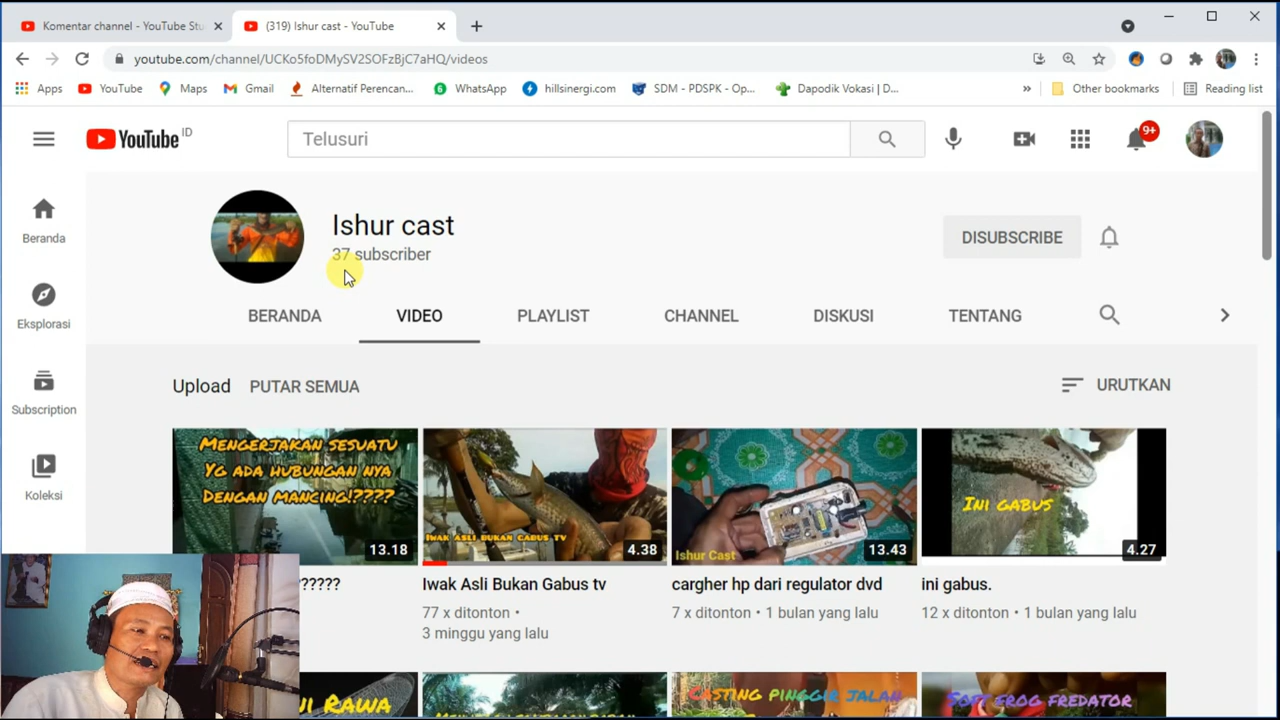 Komentar channel - YouTube Stu
(319) Ishur cast - YouTube
youtube.com/channel/UCKo5foDMySV2SOFzBjC7aHQ/videos
Apps
YouTube
Maps
Gmail
Alternatif Perencan...
WhatsApp
hillsinergi.com
SDM - PDSPK - Op...
Dapodik Vokasi | D...
»
Other bookmarks
Reading list
YouTube ID
Telusuri
9+
Beranda
Eksplorasi
Subscription
Koleksi
Ishur cast
37 subscriber
DISUBSCRIBE
BERANDA
VIDEO
PLAYLIST
CHANNEL
DISKUSI
TENTANG
Upload
PUTAR SEMUA
URUTKAN
Mengerjakan sesuatu
yg ada hubungan nya
dengan mancing!????
13.18
?????
Iwak Asli Bukan Gabus TV
4.38
Iwak Asli Bukan Gabus tv
77 x ditonton •
3 minggu yang lalu
Ishur Cast
13.43
cargher hp dari regulator dvd
7 x ditonton • 1 bulan yang lalu
Ini gabus
4.27
ini gabus.
12 x ditonton • 1 bulan yang lalu
Rawa
Casting pinggir jalan
Soft frog fredator